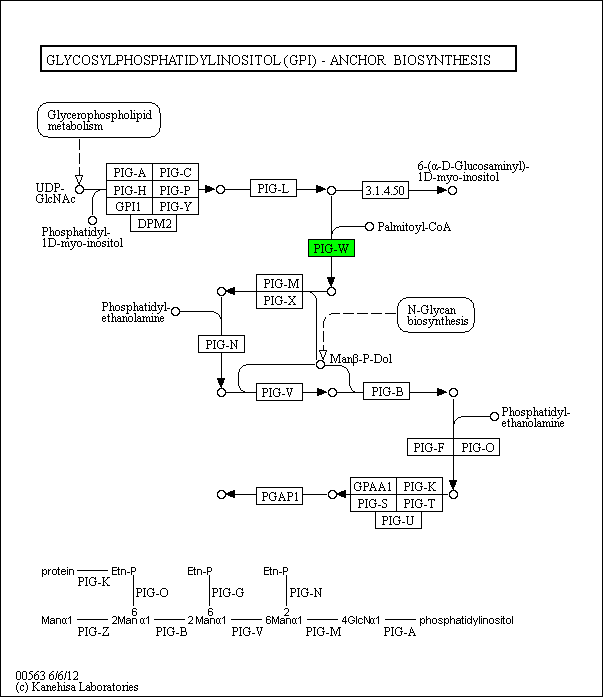 GLYCOSYLPHOSPHATIDYLINOSITOL (GPI) - ANCHOR BIOSYNTHESIS
Glycerophospholipid
metabolism
UDP-
GlcNAc
Phosphatidyl-
1D-myo-inositol
PIG-A PIG-C
PIG-H PIG-P
GPI1 PIG-Y
DPM2
PIG-L
3.1.4.50
6-(α-D-Glucosaminyl)-
1D-myo-inositol
Palmitoyl-CoA
PIG-W
PIG-M
PIG-X
Phosphatidyl-
ethanolamine
N-Glycan
biosynthesis
PIG-N
Manβ-P-Dol
PIG-V
PIG-B
Phosphatidyl-
ethanolamine
PIG-F PIG-O
GPAA1 PIG-K
PIG-S PIG-T
PIG-U
PGAP1
protein Etn-P Etn-P Etn-P
PIG-K
PIG-O PIG-G PIG-N
6 6 2
Manα1 2Manα1 2Manα1 6Manα1 4GlcNα1 phosphatidylinositol
PIG-Z PIG-B PIG-V PIG-M PIG-A
00563 6/6/12
(c) Kanehisa Laboratories